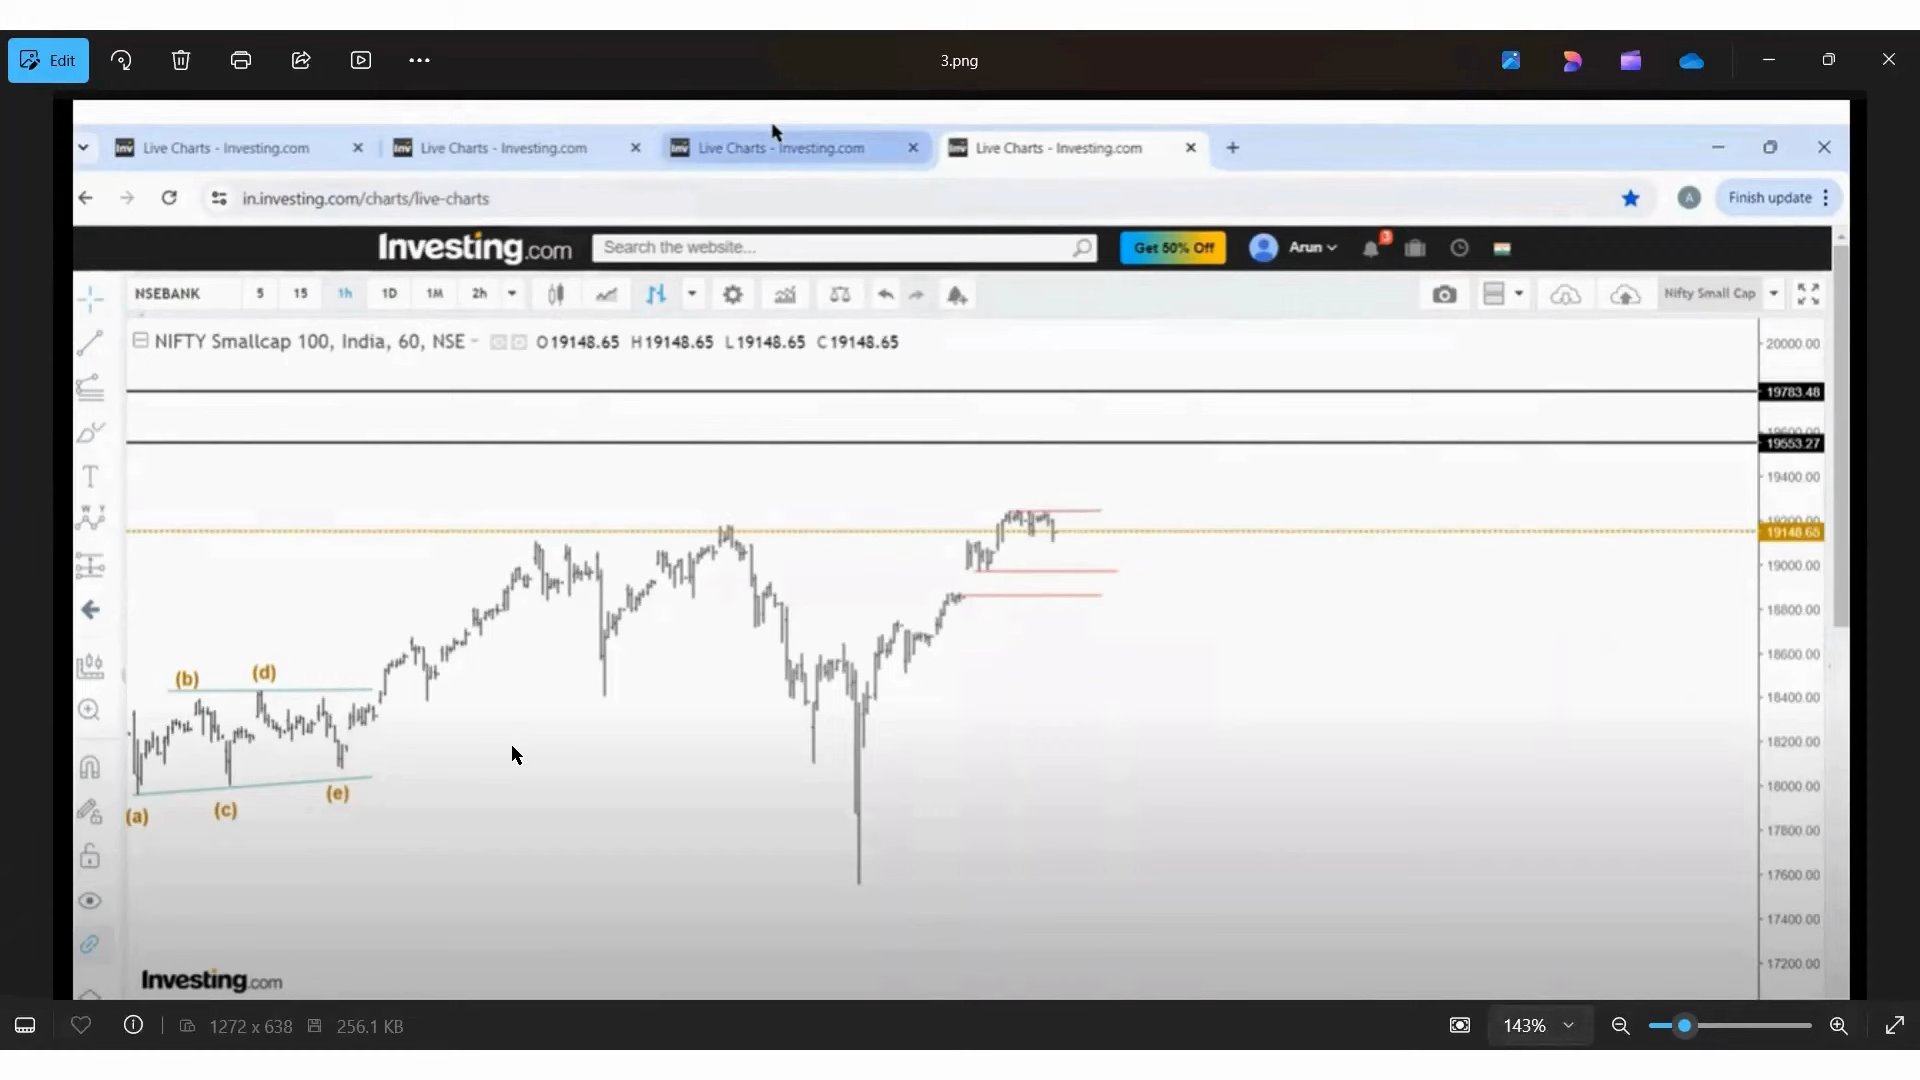 Edit
3.png
Live Charts - Investing.com
Live Charts - Investing.com
Live Charts - Investing.com
Live Charts - Investing.com
in.investing.com/charts/live-charts
A
Finish update
Investing.com
Search the website...
Get 50% Off
Arun
3
NSEBANK 5 15 1h 1D 1M 2h
Nifty Small Cap
NIFTY Smallcap 100, India, 60, NSE O19148.65 H19148.65 L19148.65 C19148.65
20000.00
19783.48
19600.00
19553.27
19400.00
19200.00
19148.65
19000.00
18800.00
18600.00
(b) (d)
18400.00
18200.00
18000.00
(a) (c) (e)
17800.00
17600.00
17400.00
17200.00
Investing.com
1272 x 638 256.1 KB
143%